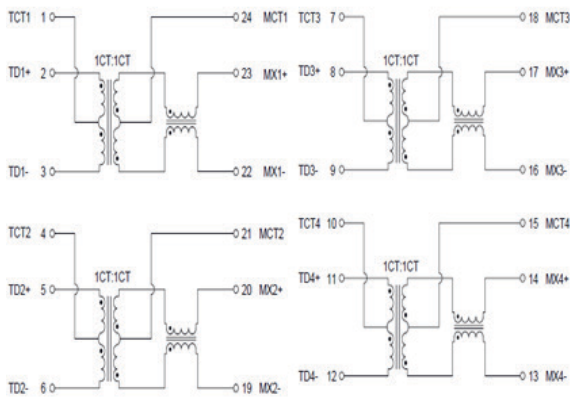 TCT1 1 24 MCT1
1CT:1CT
TD1+ 2 23 MX1+
TD1- 3 22 MX1-
TCT3 7 18 MCT3
1CT:1CT
TD3+ 8 17 MX3+
TD3- 9 16 MX3-
TCT2 4 21 MCT2
1CT:1CT
TD2+ 5 20 MX2+
TD2- 6 19 MX2-
TCT4 10 15 MCT4
1CT:1CT
TD4+ 11 14 MX4+
TD4- 12 13 MX4-